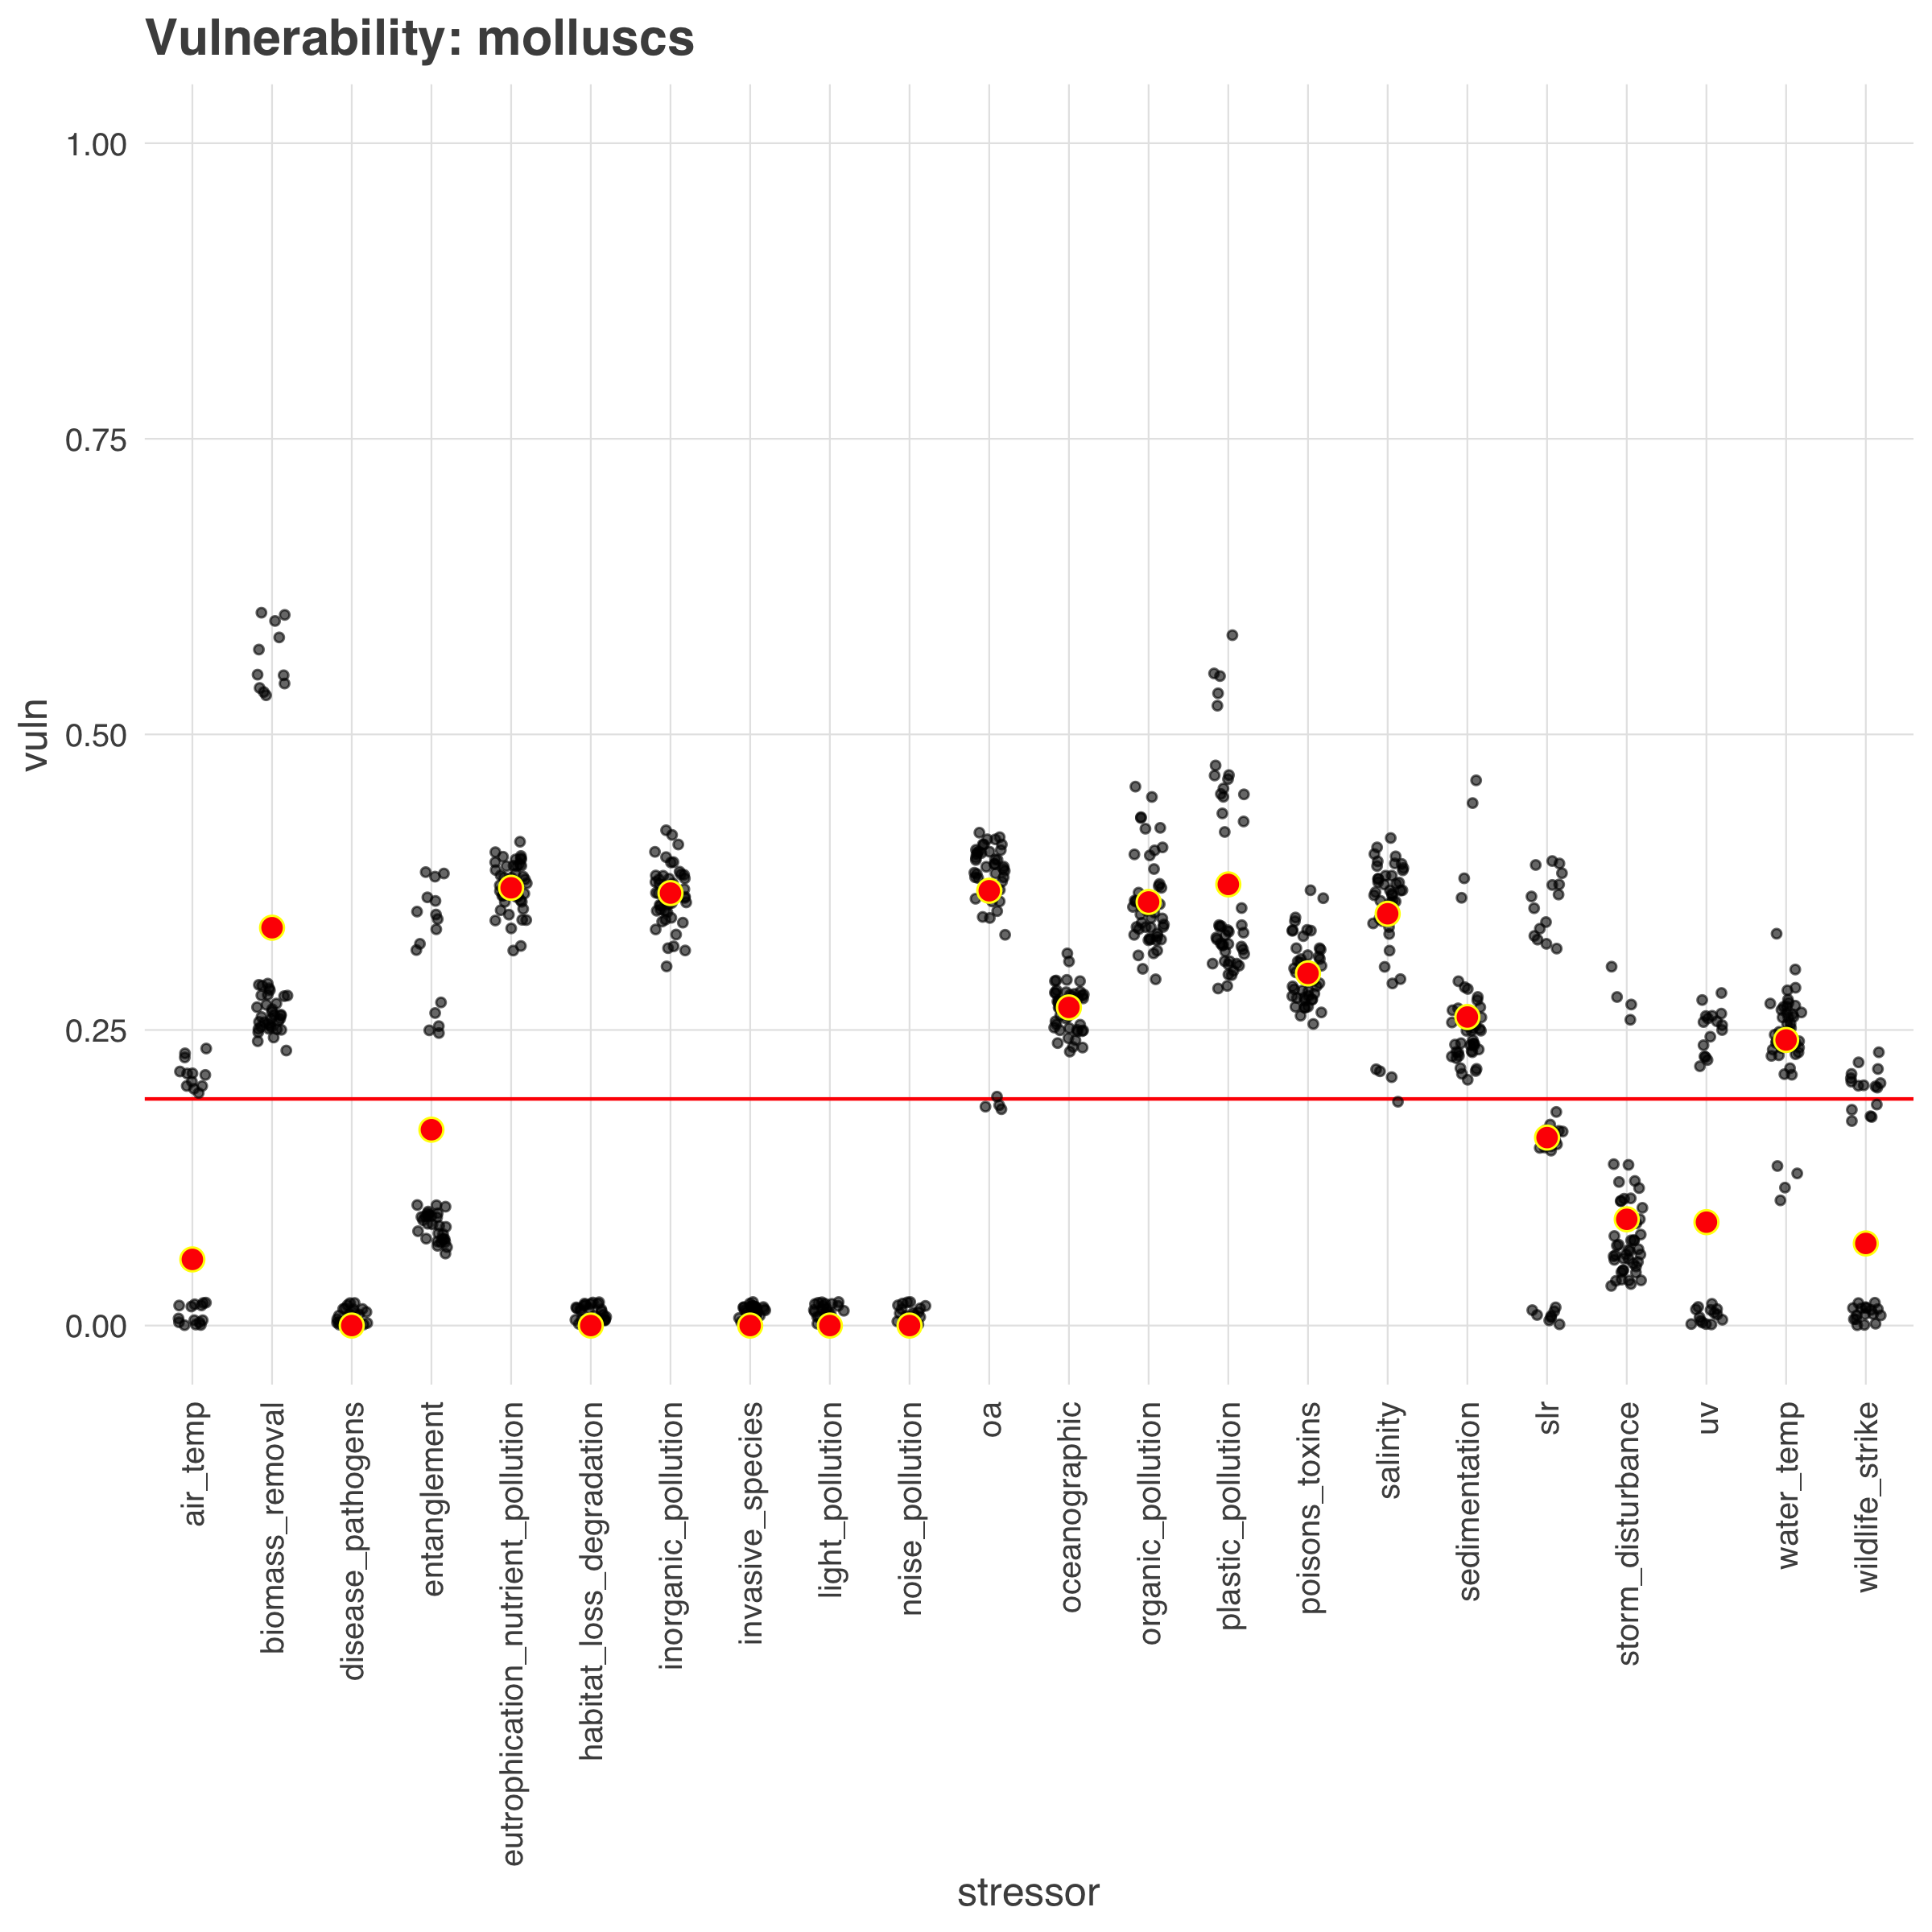 Vulnerability: molluscs
1.00
0.75
0.50
0.25
0.00
vuln
air_temp
biomass_removal
disease_pathogens
entanglement
eutrophication_nutrient_pollution
habitat_loss_degradation
inorganic_pollution
invasive_species
light_pollution
noise_pollution
oa
oceanographic
organic_pollution
plastic_pollution
poisons_toxins
salinity
sedimentation
slr
storm_disturbance
uv
water_temp
wildlife_strike
stressor